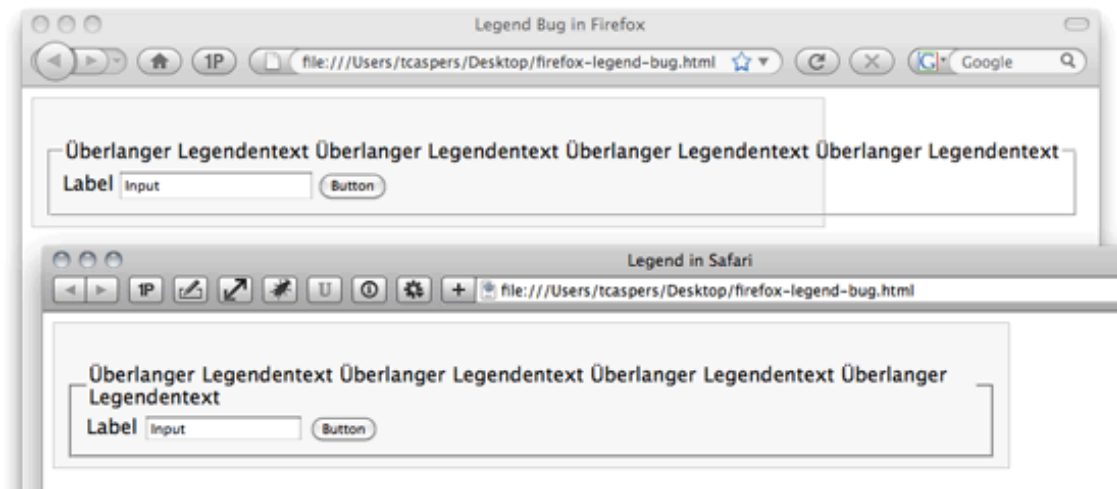 Legend Bug in Firefox
1P file:///Users/tcaspers/Desktop/firefox-legend-bug.html G Google
Überlanger Legendentext Überlanger Legendentext Überlanger Legendentext Überlanger Legendentext
Label Input Button
Legend in Safari
1P U + file:///Users/tcaspers/Desktop/firefox-legend-bug.html
Überlanger Legendentext Überlanger Legendentext Überlanger Legendentext Überlanger
Legendentext
Label Input Button